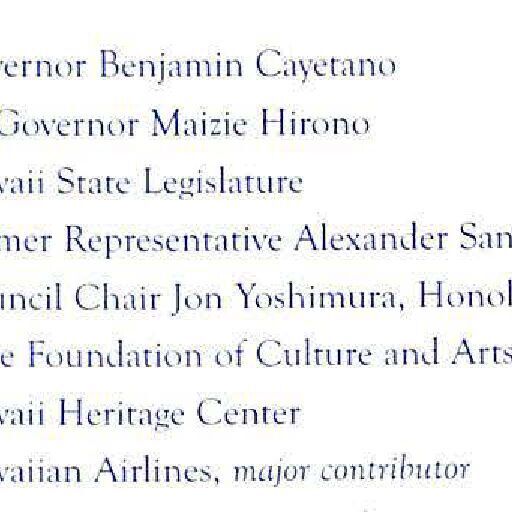 vernor Benjamin Cayetano
Governor Maizie Hirono
vaii State Legislature
mer Representative Alexander San
uncil Chair Jon Yoshimura, Honol
e Foundation of Culture and Arts
vaii Heritage Center
vaiian Airlines, major contributor